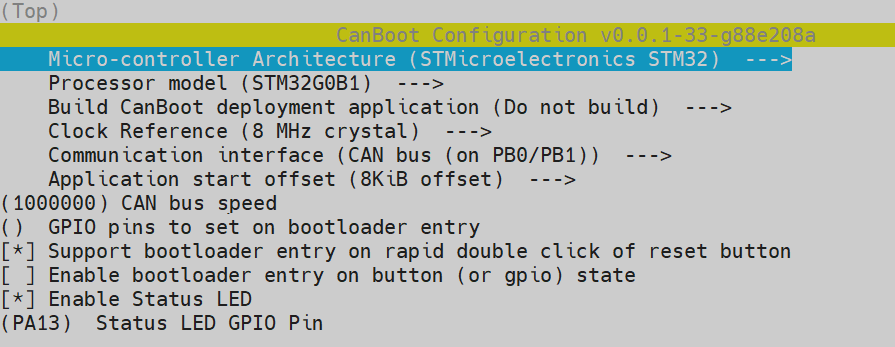 (Top)
CanBoot Configuration v0.0.1-33-g88e208a
Micro-controller Architecture (STMicroelectronics STM32)  --->
Processor model (STM32G0B1)  --->
Build CanBoot deployment application (Do not build)  --->
Clock Reference (8 MHz crystal)  --->
Communication interface (CAN bus (on PB0/PB1))  --->
Application start offset (8KiB offset)  --->
(1000000) CAN bus speed
()  GPIO pins to set on bootloader entry
[*] Support bootloader entry on rapid double click of reset button
[ ] Enable bootloader entry on button (or gpio) state
[*] Enable Status LED
(PA13)  Status LED GPIO Pin